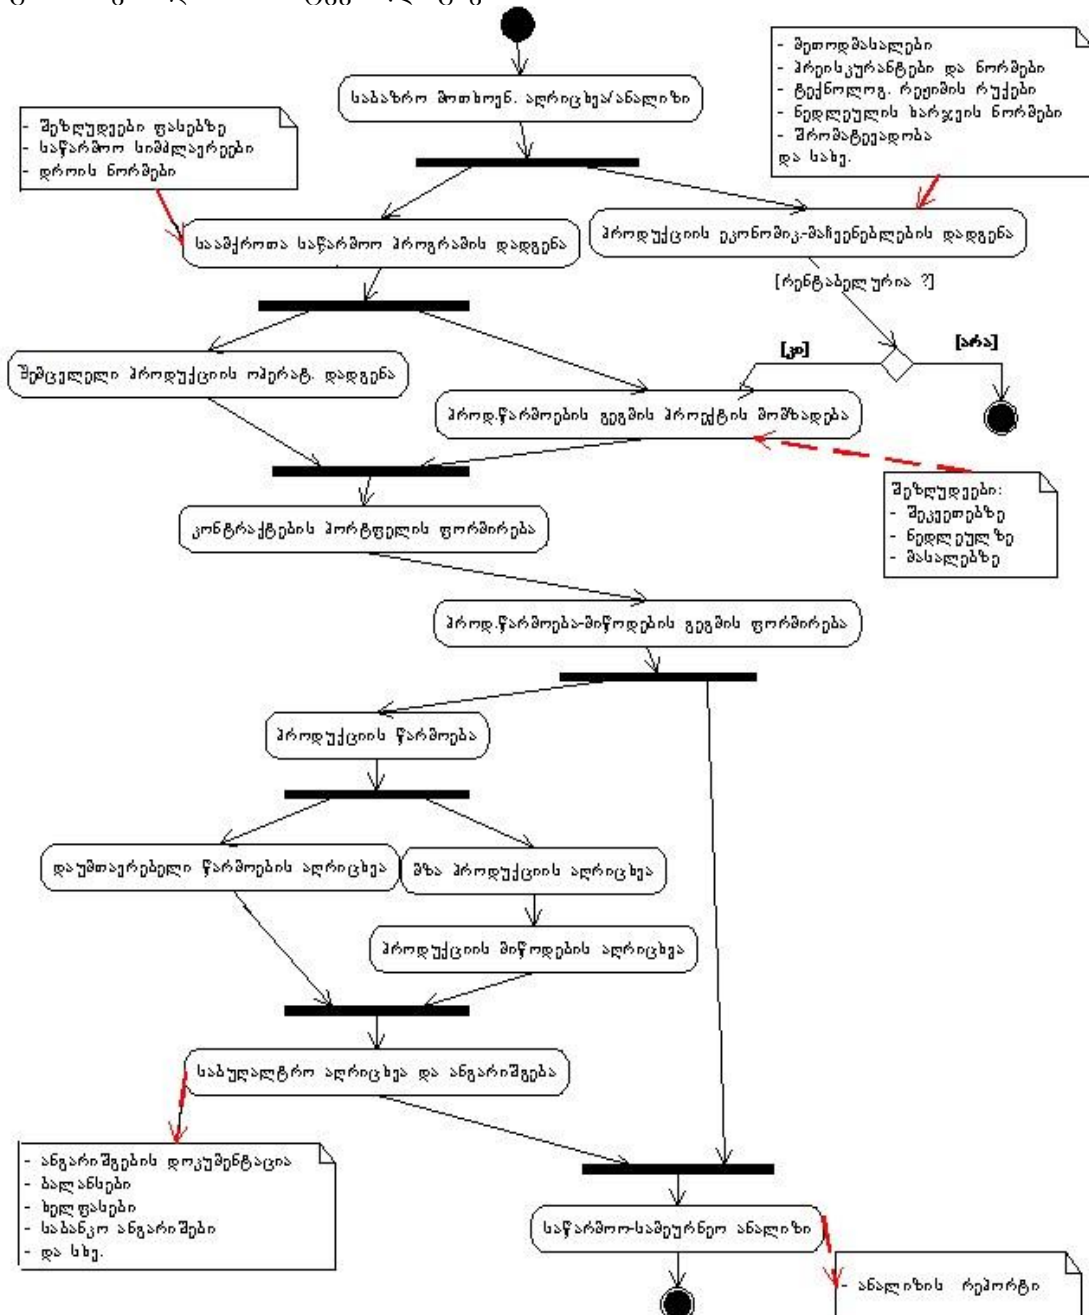 საბაზრო მოთხოვნ. აღრიცხვა/ანალიზი
- მეთოდმასალები
- პრეისკურანტები და ნორმები
- ტექნოლოგ. რეჟიმის რუქები
- ნედლეულის ხარჯვის ნორმები
- შრომატევადობა
და სახვ.
- შეზღუდვები ფასებზე
- საწარმოო სიმპლავრეები
- დროის ნორმები
საამქროთა საწარმოო პროგრამის დადგენა
პროდუქციის ეკონომიკ.-მაჩვენებლების დადგენა
[რენტაბელურია ?]
[კი]
[არა]
შემცვლელი პროდუქციის ოპერატ. დადგენა
პროდ.წარმოების გეგმის პროექტის მომზადება
შეზღუდვები:
- შეკვეთებზე
- ნედლეულზე
- მასალებზე
კონტრაქტების პორტფელის ფორმირება
პროდ.წარმოება-მიწოდების გეგმის ფორმირება
პროდუქციის წარმოება
დაუმთავრებელი წარმოების აღრიცხვა
მზა პროდუქციის აღრიცხვა
პროდუქციის მიწოდების აღრიცხვა
საბუღალტრო აღრიცხვა და ანგარიშგება
- ანგარიშგების დოკუმენტაცია
- ბალანსები
- ხელფასები
- საბანკო ანგარიშები
- და სხვ.
საწარმოო-სამეურნეო ანალიზი
- ანალიზის რეპორტი